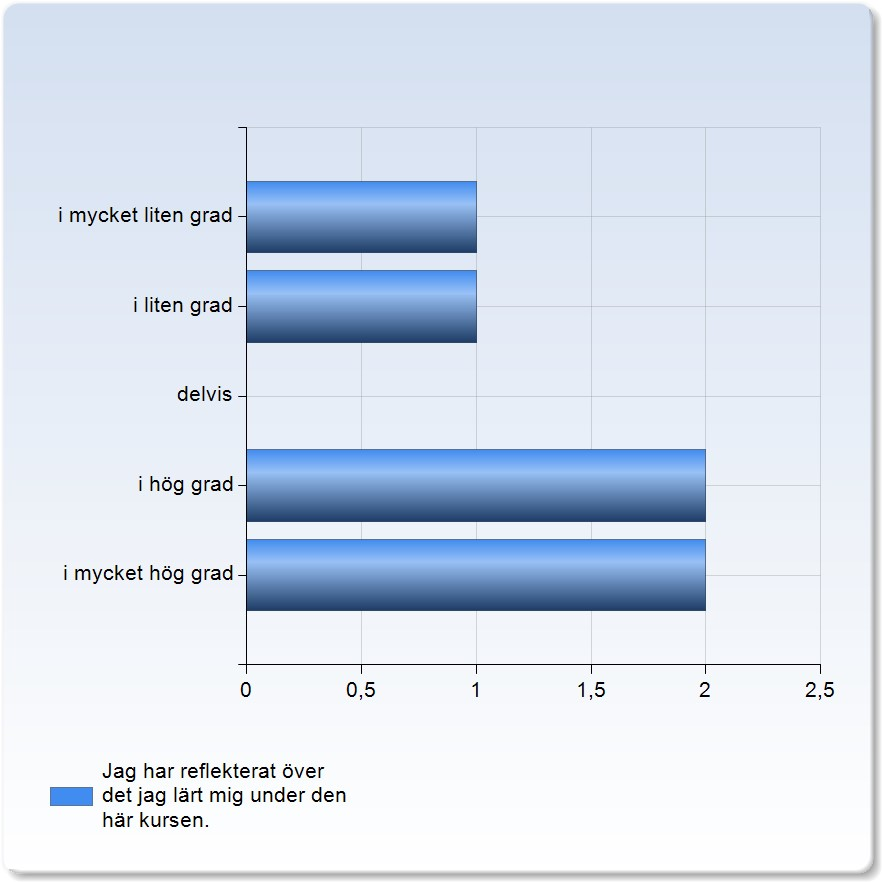 i mycket liten grad
i liten grad
delvis
i hög grad
i mycket hög grad
0 0,5 1 1,5 2 2,5
Jag har reflekterat över
det jag lärt mig under den
här kursen.